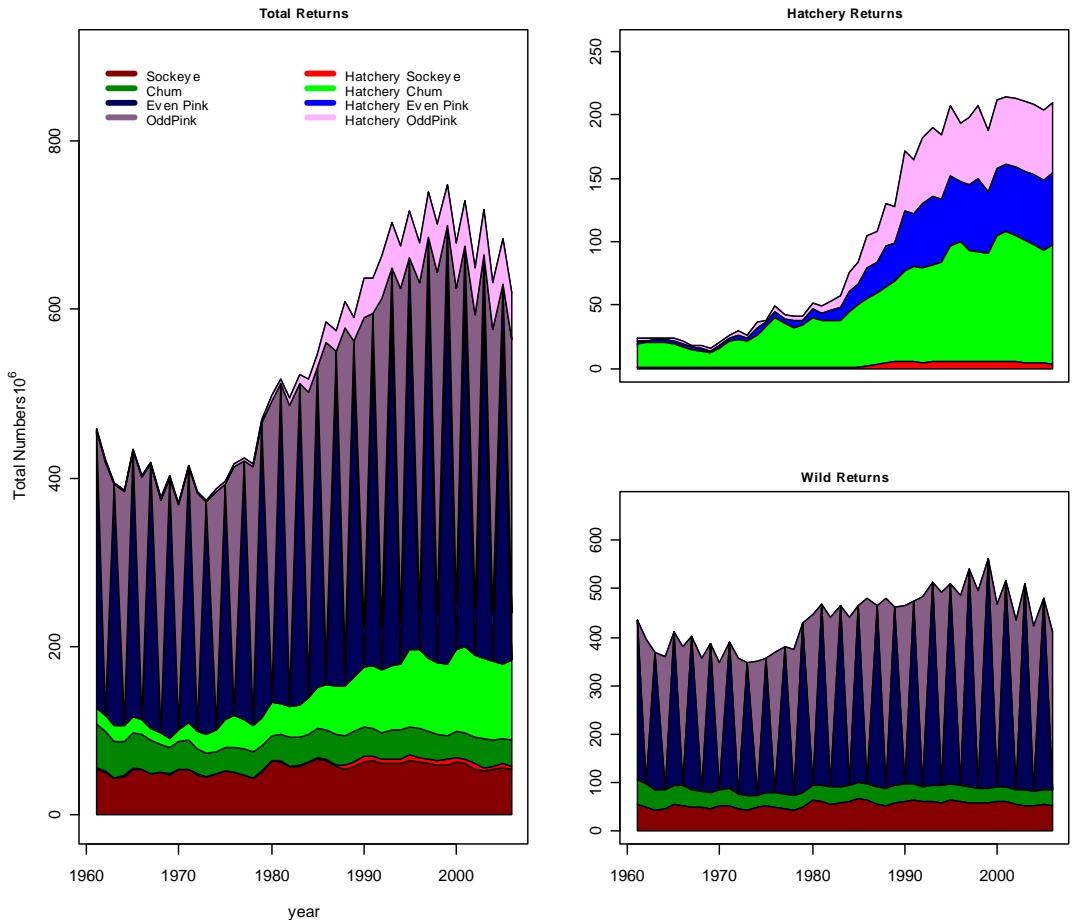 Total Returns
Sockeye
Chum
Even Pink
OddPink
Hatchery Sockeye
Hatchery Chum
Hatchery Even Pink
Hatchery OddPink
Total Numbers10^6
0
200
400
600
800
1960
1970
1980
1990
2000
year
Hatchery Returns
0
50
100
150
200
250
Wild Returns
0
100
200
300
400
500
600
1960
1970
1980
1990
2000